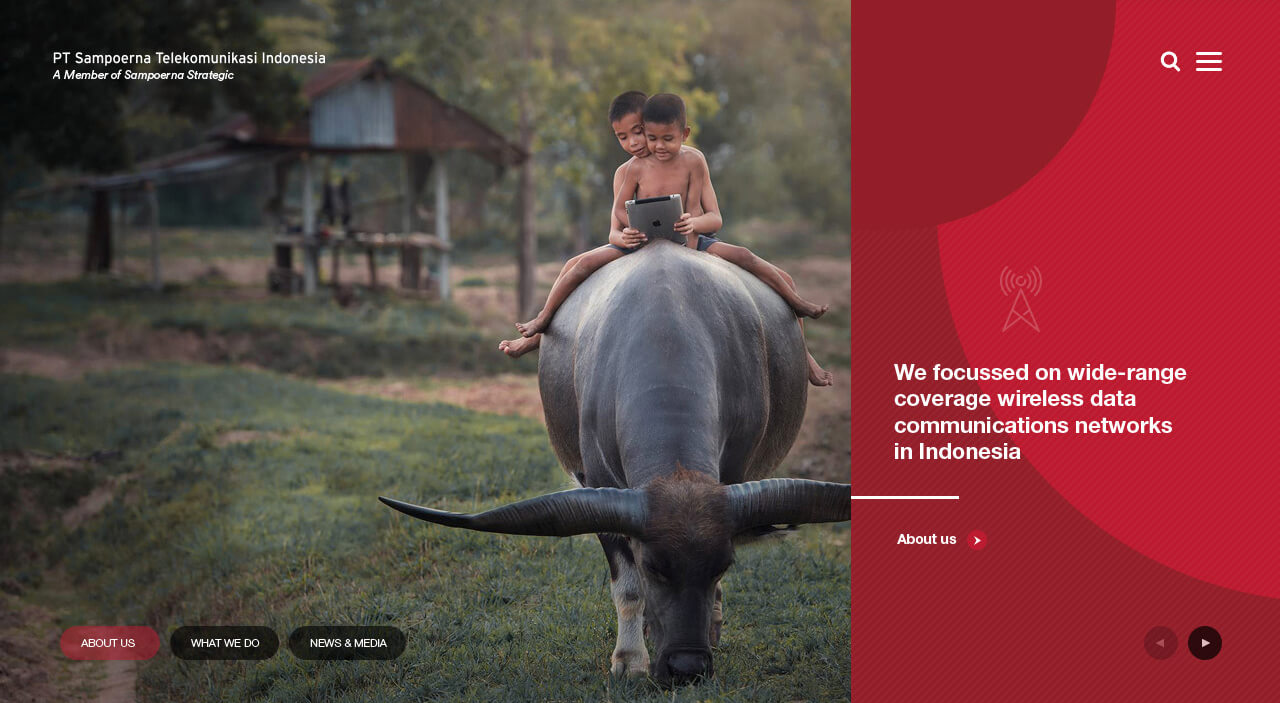 PT Sampoerna Telekomunikasi Indonesia
A Member of Sampoerna Strategic
We focussed on wide-range
coverage wireless data
communications networks
in Indonesia
About us
ABOUT US
WHAT WE DO
NEWS & MEDIA